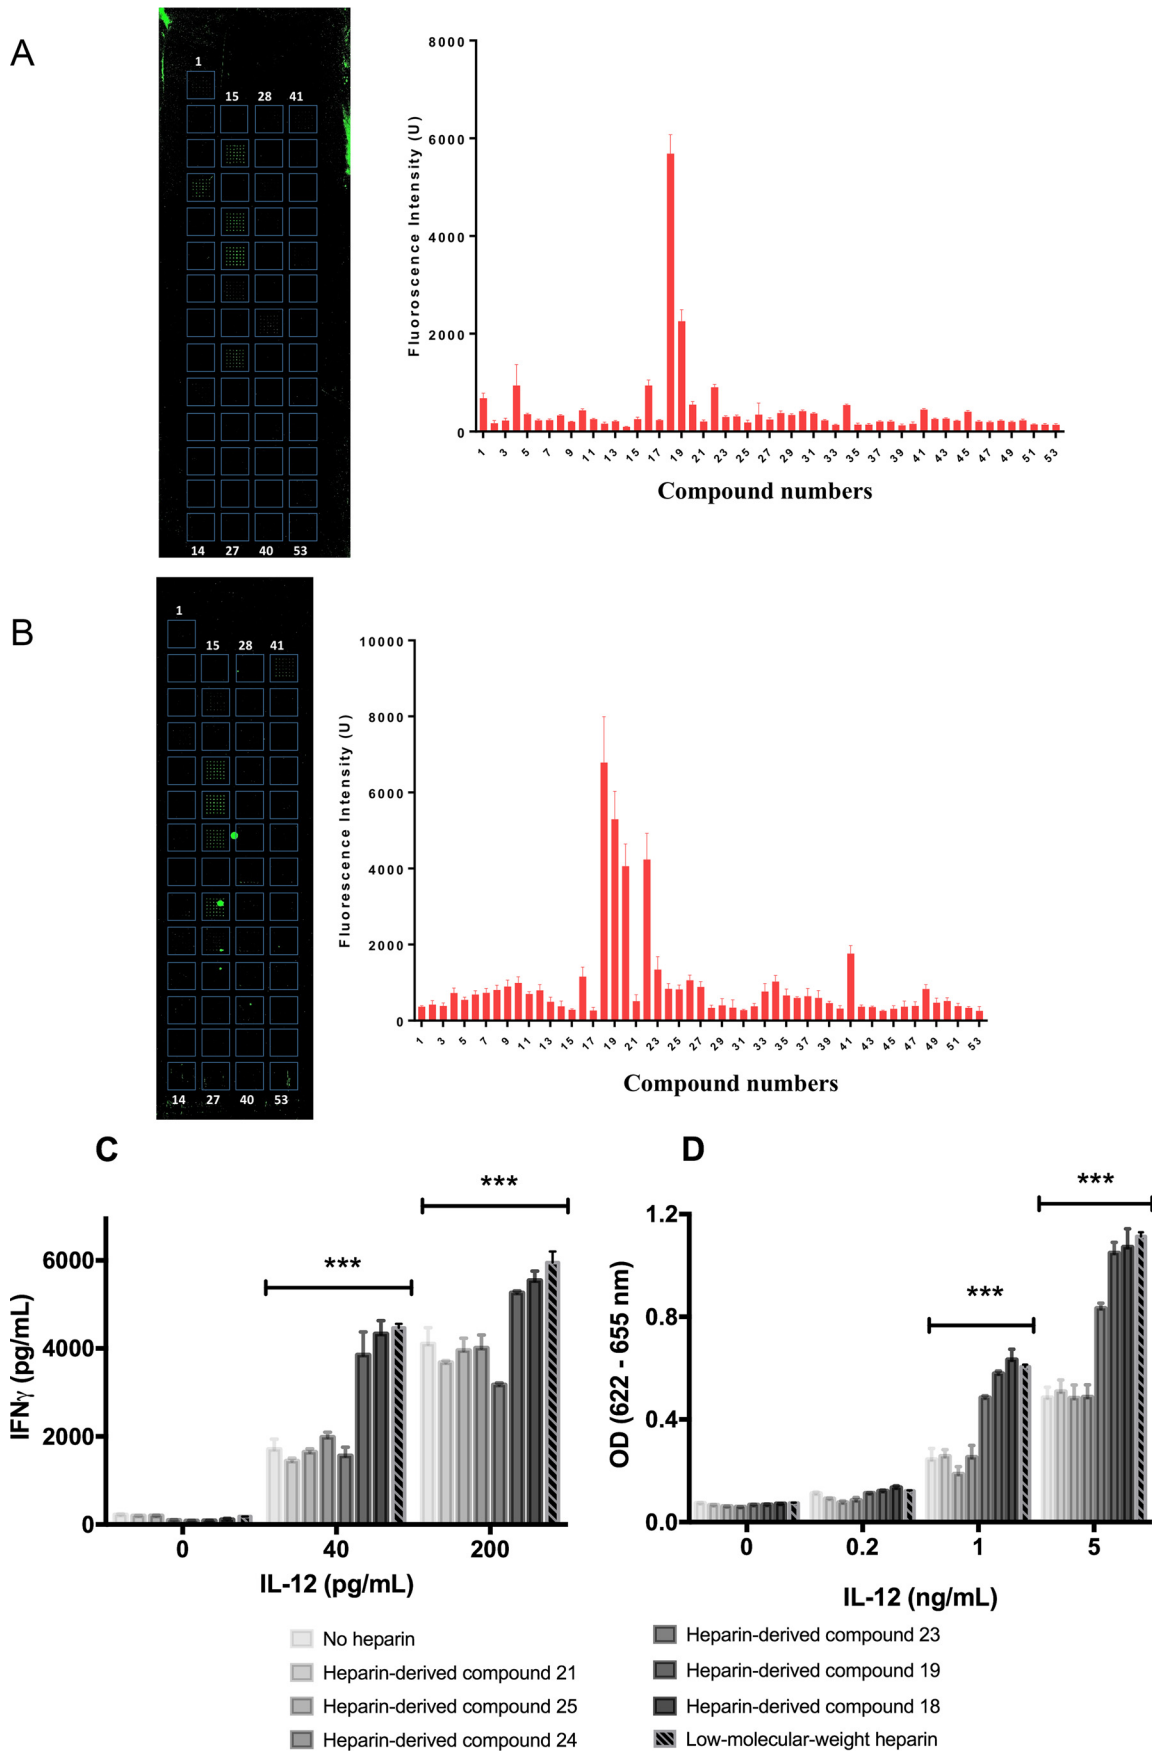 A
1
15 28 41
14 27 40 53
8000
6000
4000
2000
0
Fluoroscence Intensity (U)
1 3 5 7 9 11 13 15 17 19 21 23 25 27 29 31 33 35 37 39 41 43 45 47 49 51 53
Compound numbers
B
1
15 28 41
14 27 40 53
10000
8000
6000
4000
2000
0
Fluorescence Intensity (U)
1 3 5 7 9 11 13 15 17 19 21 23 25 27 29 31 33 35 37 39 41 43 45 47 49 51 53
Compound numbers
C
***
***
6000
4000
2000
0
IFNγ (pg/mL)
0 40 200
IL-12 (pg/mL)
D
***
***
1.2
0.8
0.4
0.0
OD (622 - 655 nm)
0 0.2 1 5
IL-12 (ng/mL)
No heparin
Heparin-derived compound 21
Heparin-derived compound 25
Heparin-derived compound 24
Heparin-derived compound 23
Heparin-derived compound 19
Heparin-derived compound 18
Low-molecular-weight heparin